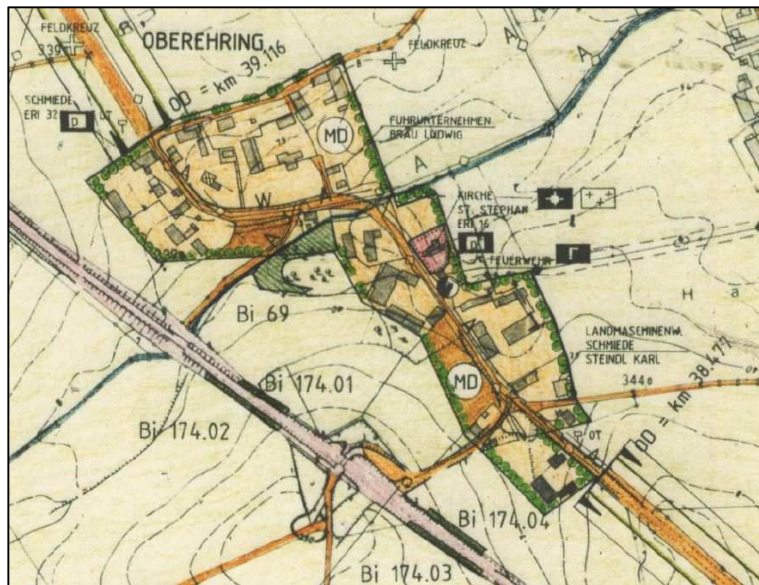 FELDKREUZ
339
OBEREHRING
FELDKREUZ
OD = km 39.116
SCHMIEDE
ERI 32
D
OT
MD
FUHRUNTERNEHMEN
BRÄU LUDWIG
A
A
A
A
W
A
KIRCHE
ST. STEPHAN
ERI 16
D
FEUERWEHR
F
Bi 69
H a
LANDMASCHINENW.
SCHMIEDE
STEINDL KARL
MD
344
OD = km 38.477
OT
Bi 174.01
Bi 174.02
Bi 174.04
Bi 174.03